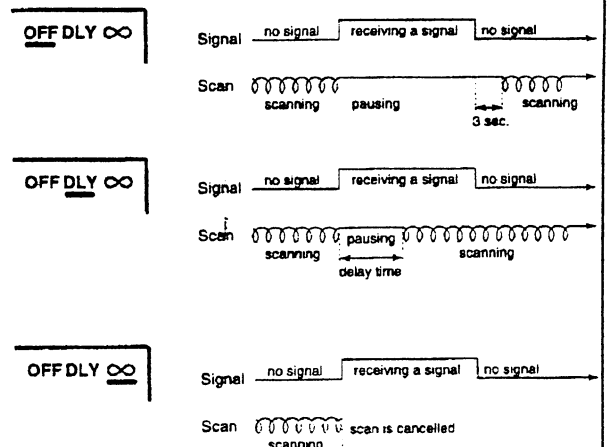 OFF DLY ∞
Signal no signal receiving a signal no signal
Scan
scanning pausing scanning
3 sec.
OFF DLY ∞
Signal no signal receiving a signal no signal
Scan pausing
scanning scanning
delay time
OFF DLY ∞
Signal no signal receiving a signal no signal
Scan scan is cancelled
scanning